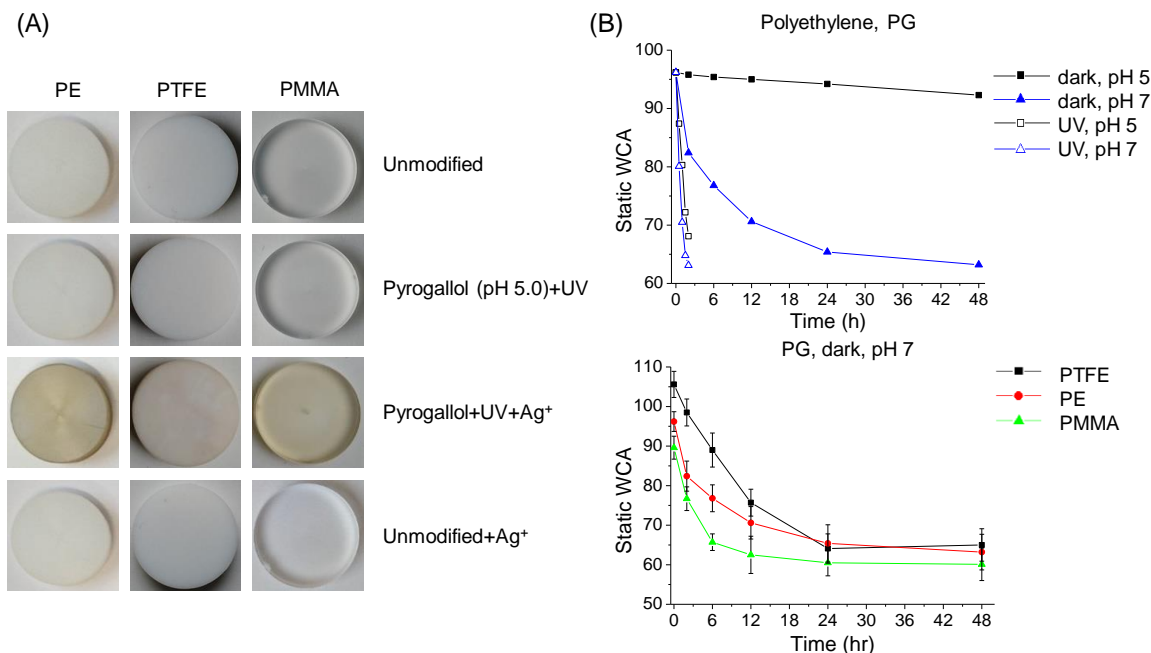 (A)
PE PTFE PMMA
Unmodified
Pyrogallol (pH 5.0)+UV
Pyrogallol+UV+Ag⁺
Unmodified+Ag⁺
(B)
Polyethylene, PG
100
90
80
70
60
Static WCA
0 6 12 18 24 30 36 42 48
Time (h)
dark, pH 5
dark, pH 7
UV, pH 5
UV, pH 7
PG, dark, pH 7
110
100
90
80
70
60
50
Static WCA
0 6 12 18 24 30 36 42 48
Time (hr)
PTFE
PE
PMMA